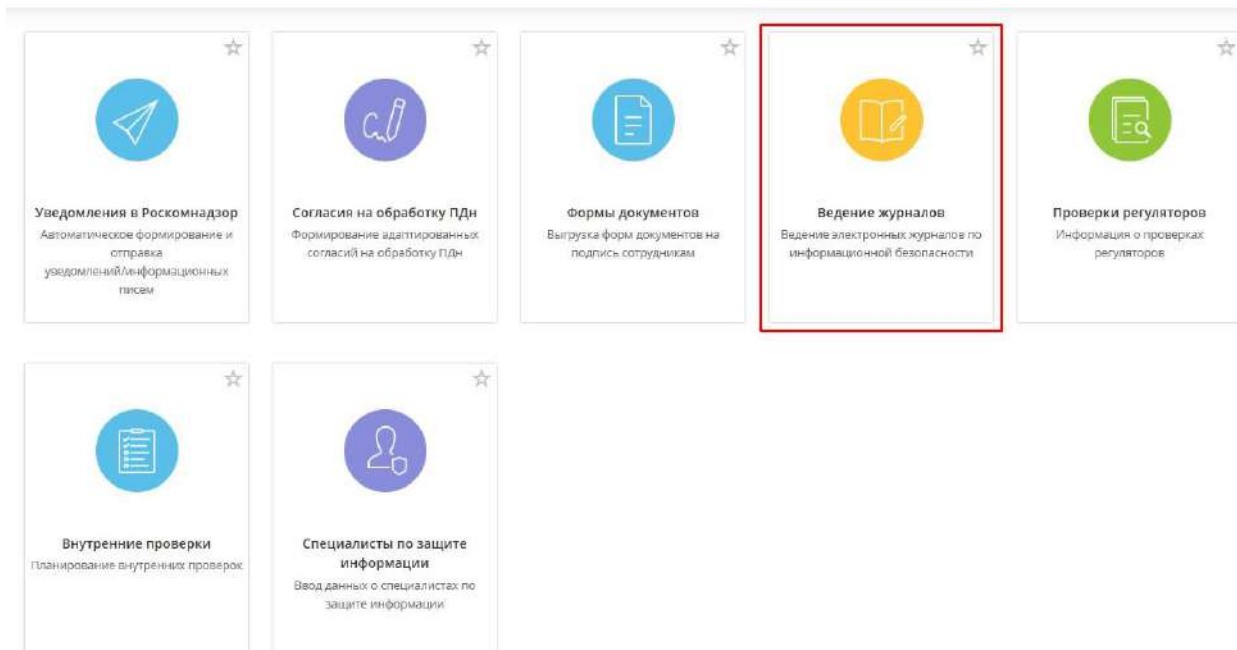 Уведомления в Роскомнадзор
Автоматическое формирование и
отправка
уведомлений/информационных
писем
Согласия на обработку ПДн
Формирование адаптированных
согласий на обработку ПДн
Формы документов
Выгрузка форм документов на
подпись сотрудникам
Ведение журналов
Ведение электронных журналов по
информационной безопасности
Проверки регуляторов
Информация о проверках
регуляторов
Внутренние проверки
Планирование внутренних проверок
Специалисты по защите
информации
Ввод данных о специалистах по
защите информации